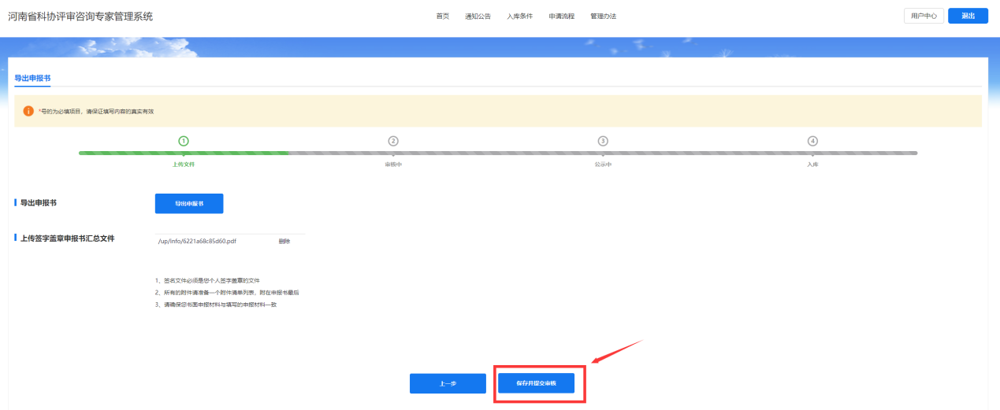 河南省科协评审咨询专家管理系统
首页 通知公告 入库条件 申请流程 管理办法
用户中心 退出
导出申报书
*号的为必填项目，请保证填写内容的真实有效
1 2 3 4
上传文件 审核中 公示中 入库
导出申报书 导出申报书
上传签字盖章申报书汇总文件 /up/info/6221a68c85d60.pdf 删除
1、签名文件必须是您个人签字盖章的文件
2、所有的附件请准备一个附件清单列表，附在申报书最后
3、请确保您书面申报材料与填写的申报材料一致
上一步 保存并提交审核